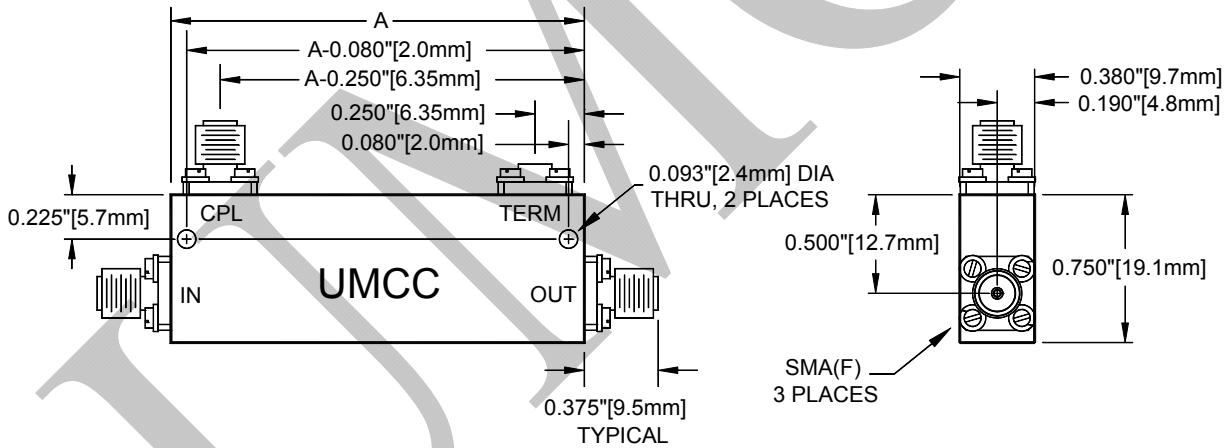 A
A-0.080"[2.0mm]
A-0.250"[6.35mm]
0.250"[6.35mm]
0.080"[2.0mm]
0.093"[2.4mm] DIA
THRU, 2 PLACES
0.225"[5.7mm]
CPL
TERM
IN
UMCC
OUT
0.375"[9.5mm]
TYPICAL
0.380"[9.7mm]
0.190"[4.8mm]
0.500"[12.7mm]
0.750"[19.1mm]
SMA(F)
3 PLACES